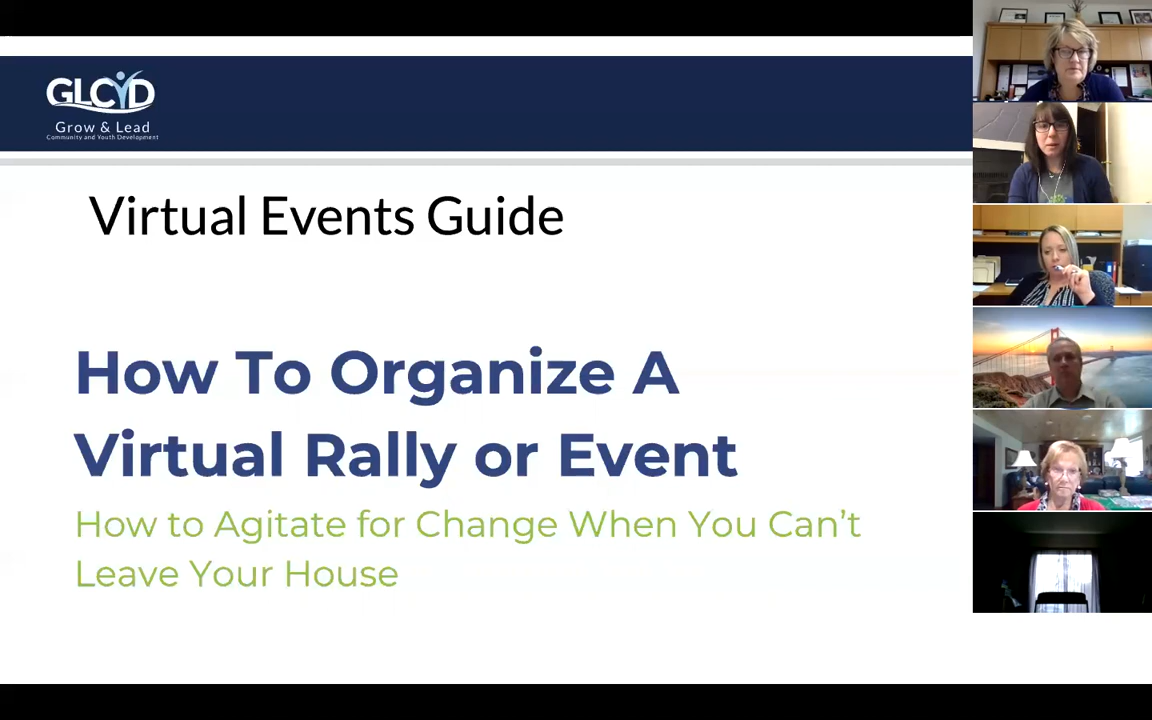 GLCYD
Grow & Lead
Community and Youth Development
Virtual Events Guide
How To Organize A
Virtual Rally or Event
How to Agitate for Change When You Can't
Leave Your House